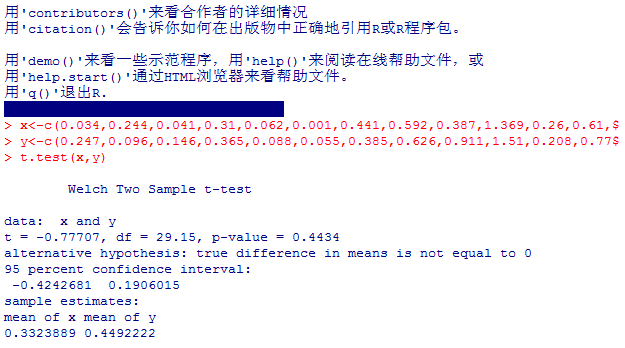 用'contributors()'来看合作者的详细情况
用'citation()'会告诉你如何在出版物中正确地引用R或R程序包。
用'demo()'来看一些示范程序，用'help()'来阅读在线帮助文件，或
用'help.start()'通过HTML浏览器来看帮助文件。
用'q()'退出R.
> x<-c(0.034,0.244,0.041,0.31,0.062,0.001,0.441,0.592,0.387,1.369,0.26,0.61,$
> y<-c(0.247,0.096,0.146,0.365,0.088,0.055,0.385,0.626,0.911,1.51,0.208,0.77$
> t.test(x,y)
Welch Two Sample t-test
data:  x and y
t = -0.77707, df = 29.15, p-value = 0.4434
alternative hypothesis: true difference in means is not equal to 0
95 percent confidence interval:
-0.4242681  0.1906015
sample estimates:
mean of x mean of y
0.3323889 0.4492222